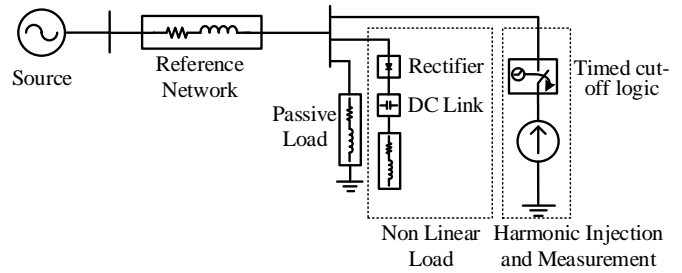 Source
Reference
Network
Passive
Load
Rectifier
DC Link
Timed cut-
off logic
Non Linear
Load
Harmonic Injection
and Measurement